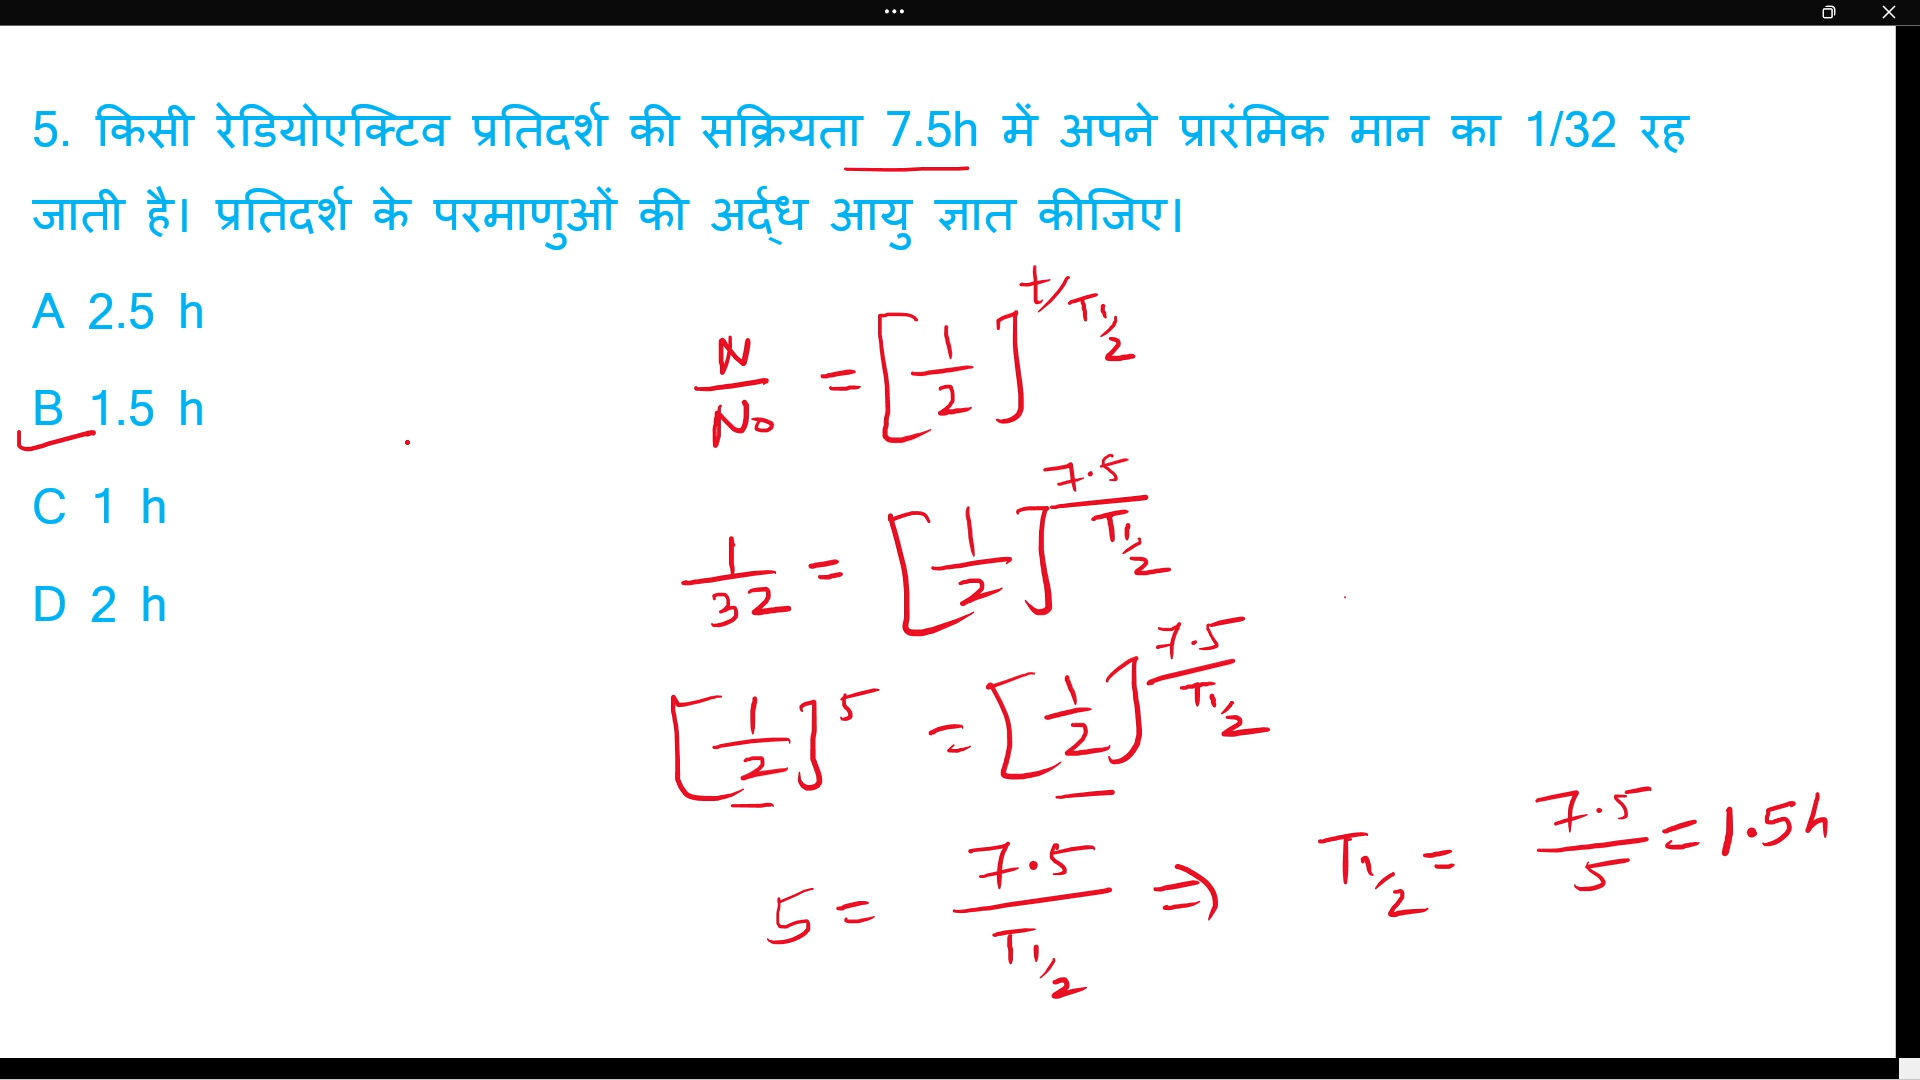 5. किसी रेडियोएक्टिव प्रतिदर्श की सक्रियता 7.5h में अपने प्रारंमिक मान का 1/32 रह
जाती है। प्रतिदर्श के परमाणुओं की अर्द्ध आयु ज्ञात कीजिए।
A 2.5 h
B 1.5 h
C 1 h
D 2 h
N/N0 = [1/2]^t/T1/2
1/32 = [1/2]^7.5/T1/2
[1/2]^5 = [1/2]^7.5/T1/2
5 = 7.5/T1/2 ⇒ T1/2 = 7.5/5 = 1.5h